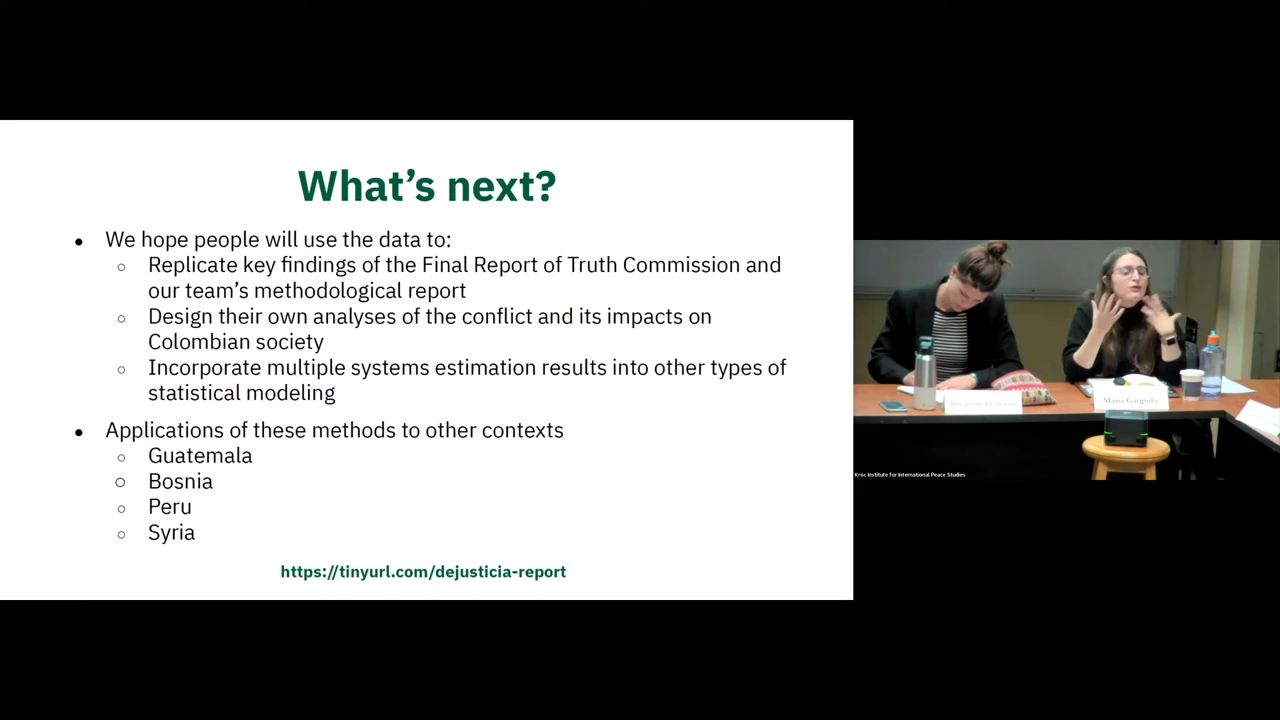 What's next?
● We hope people will use the data to:
○ Replicate key findings of the Final Report of Truth Commission and
our team's methodological report
○ Design their own analyses of the conflict and its impacts on
Colombian society
○ Incorporate multiple systems estimation results into other types of
statistical modeling
● Applications of these methods to other contexts
○ Guatemala
○ Bosnia
○ Peru
○ Syria
https://tinyurl.com/dejusticia-report
Maria Gargiulo
Kroc Institute for International Peace Studies